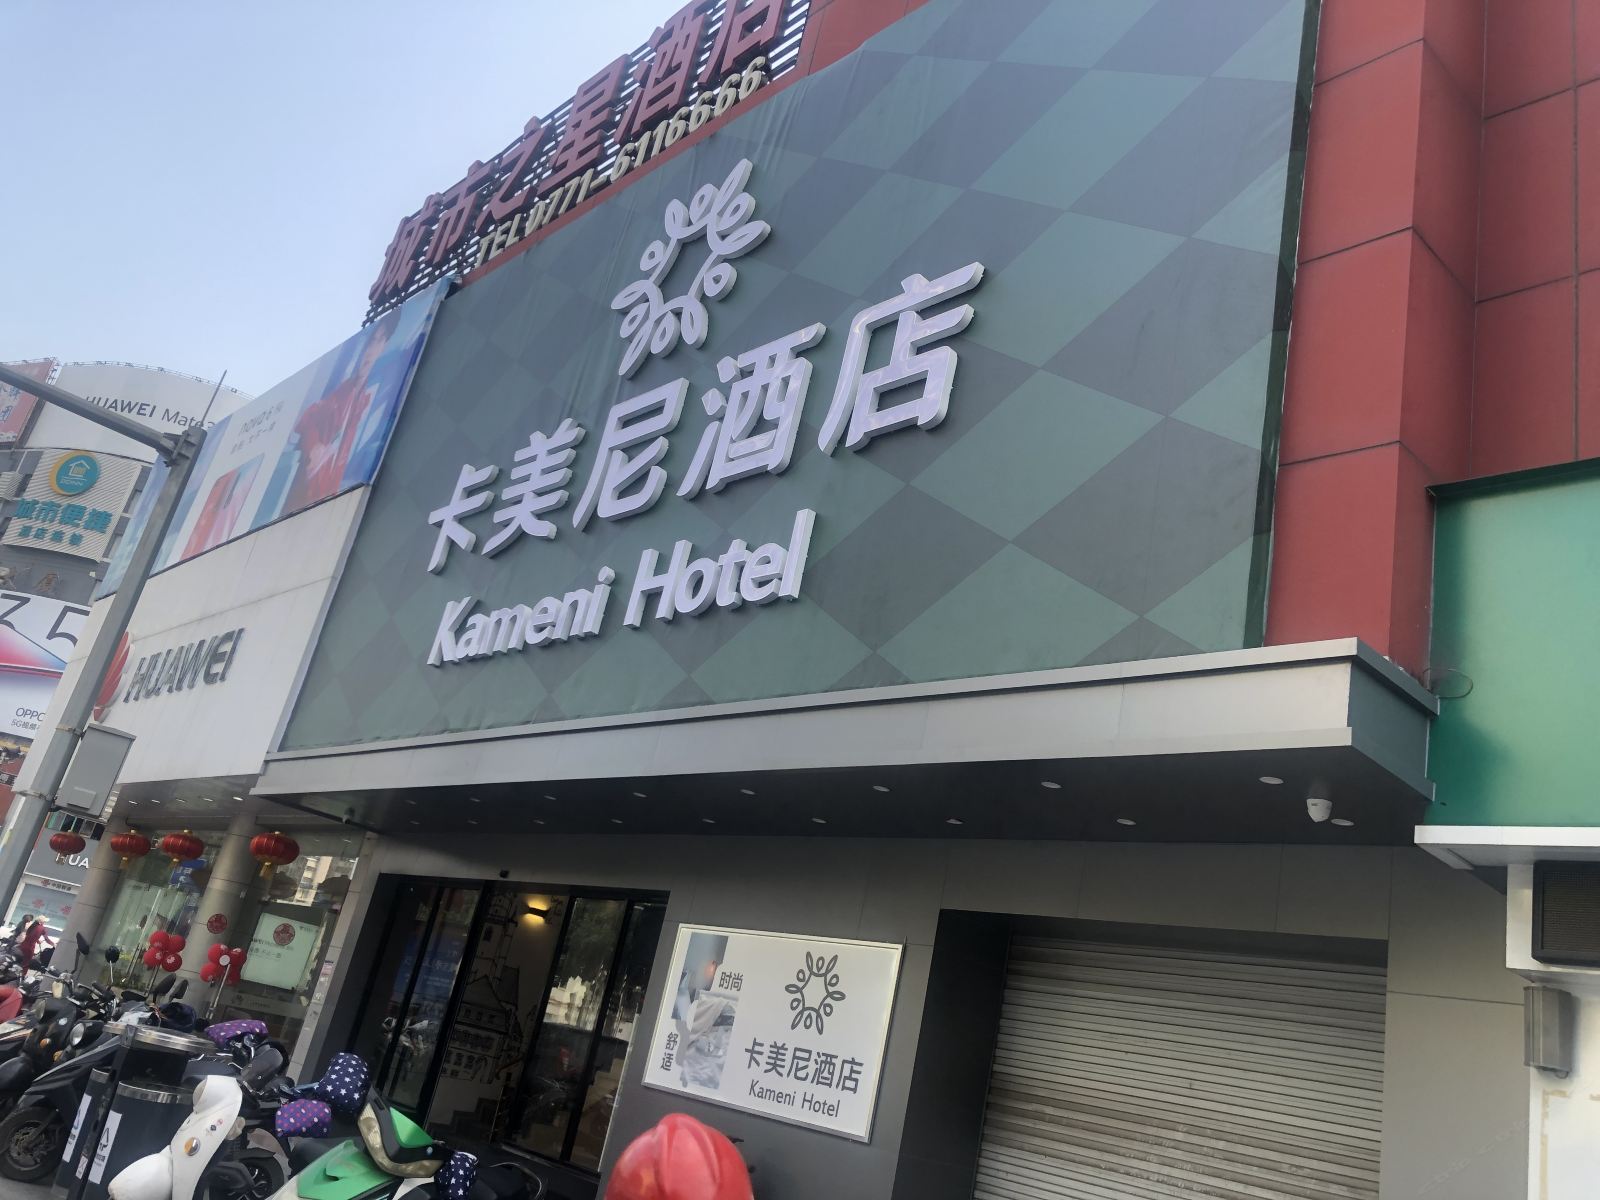 城市之星酒店
TEL 0771-6116666
卡美尼酒店
Kameni Hotel
HUAWEI Mate
城市便捷
HUAWEI
OPPO
时尚
舒适
卡美尼酒店
Kameni Hotel